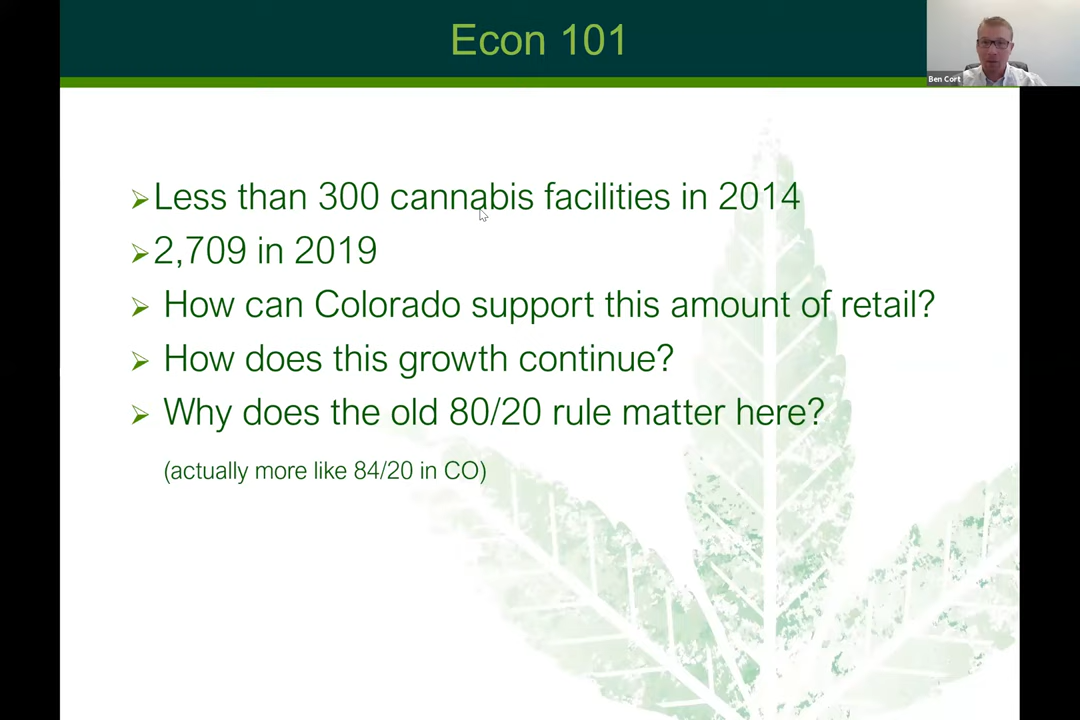 Econ 101
Ben Cort
➢Less than 300 cannabis facilities in 2014
➢2,709 in 2019
➢ How can Colorado support this amount of retail?
➢ How does this growth continue?
➢ Why does the old 80/20 rule matter here?
(actually more like 84/20 in CO)